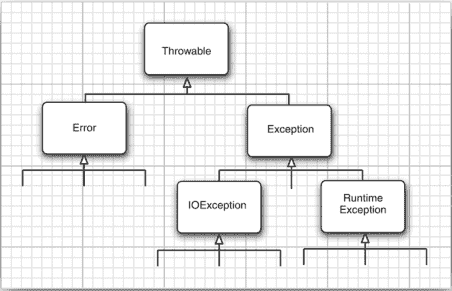 Throwable
Error
Exception
IOException
Runtime
Exception